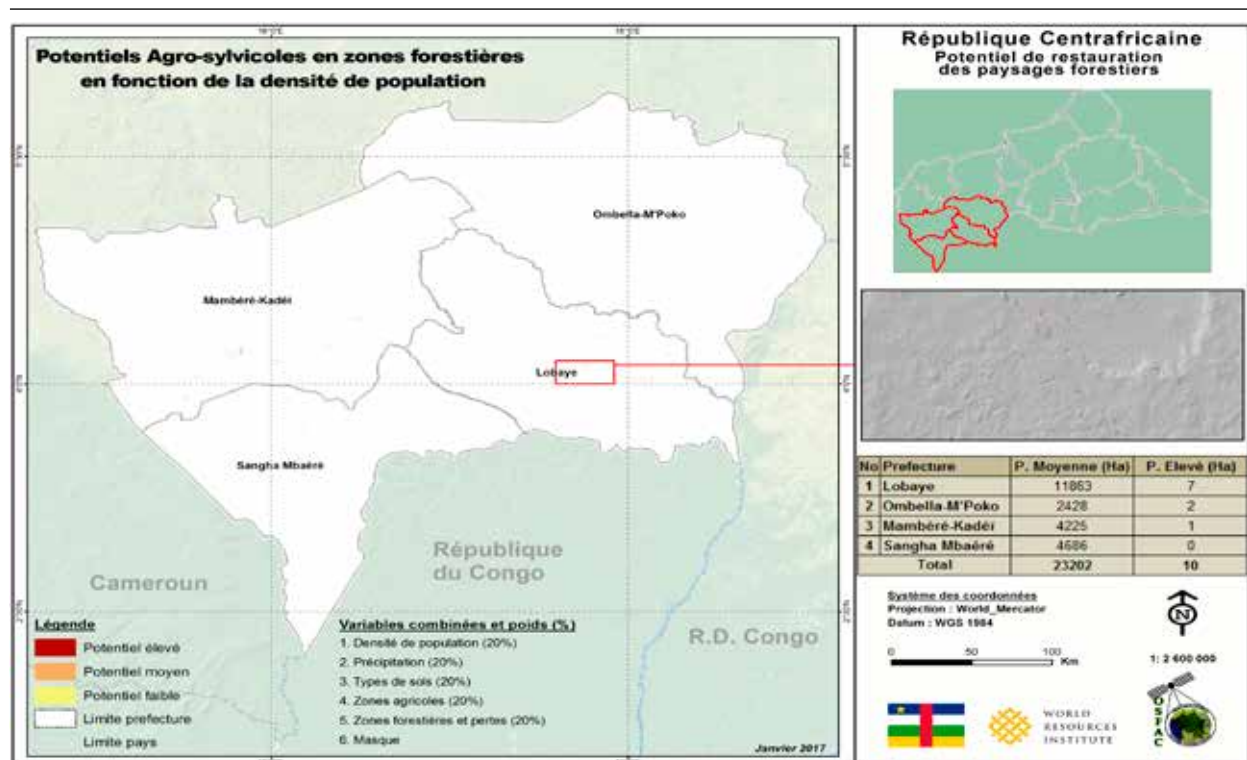 Potentiels Agro-sylvicoles en zones forestières
en fonction de la densité de population
Ombella-M'Poko
Mambéré-Kadéi
Lobaye
Sangha Mbaéré
République
du Congo
Cameroun
R.D. Congo
Légende
Potentiel élevé
Potentiel moyen
Potentiel faible
Limite prefecture
Limite pays
Variables combinées et poids (%)
1. Densité de population (20%)
2. Précipitation (20%)
3. Types de sols (20%)
4. Zones agricoles (20%)
5. Zones forestières et pertes (20%)
6. Masque
Janvier 2017
République Centrafricaine
Potentiel de restauration
des paysages forestiers
No Prefecture P. Moyenne (Ha) P. Elevé (Ha)
1 Lobaye 11863 7
2 Ombella-M'Poko 2428 2
3 Mambéré-Kadéi 4225 1
4 Sangha Mbaéré 4686 0
Total 23202 10
Système des coordonnées
Projection : World_Mercator
Datum : WGS 1984
N
0 50 100
Km
1: 2 600 000
WORLD
RESOURCES
INSTITUTE
OSFAC